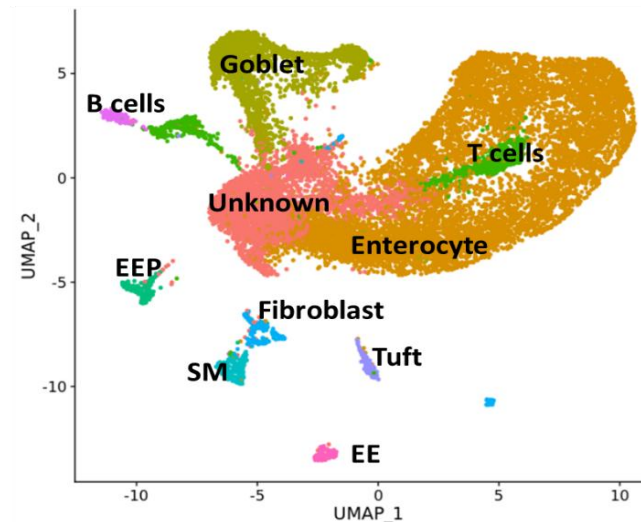 Goblet
B cells
T cells
Unknown
Enterocyte
EEP
Fibroblast
SM
Tuft
EE
UMAP_2
5
0
-5
-10
-10
-5
0
5
10
UMAP_1